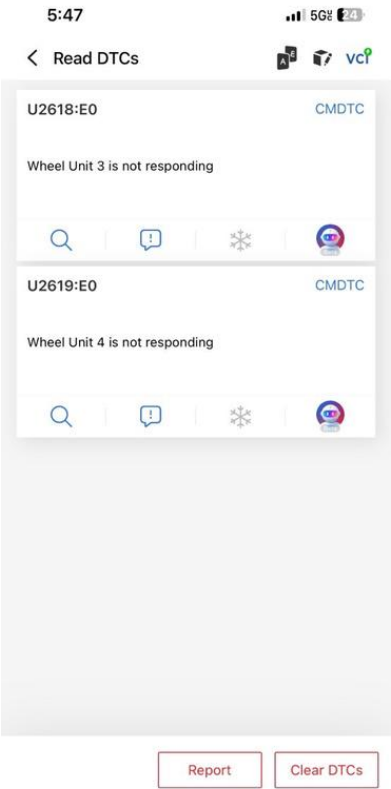 5:47
5G 24
Read DTCs
A E
vci
U2618:E0
CMDTC
Wheel Unit 3 is not responding
U2619:E0
CMDTC
Wheel Unit 4 is not responding
Report
Clear DTCs